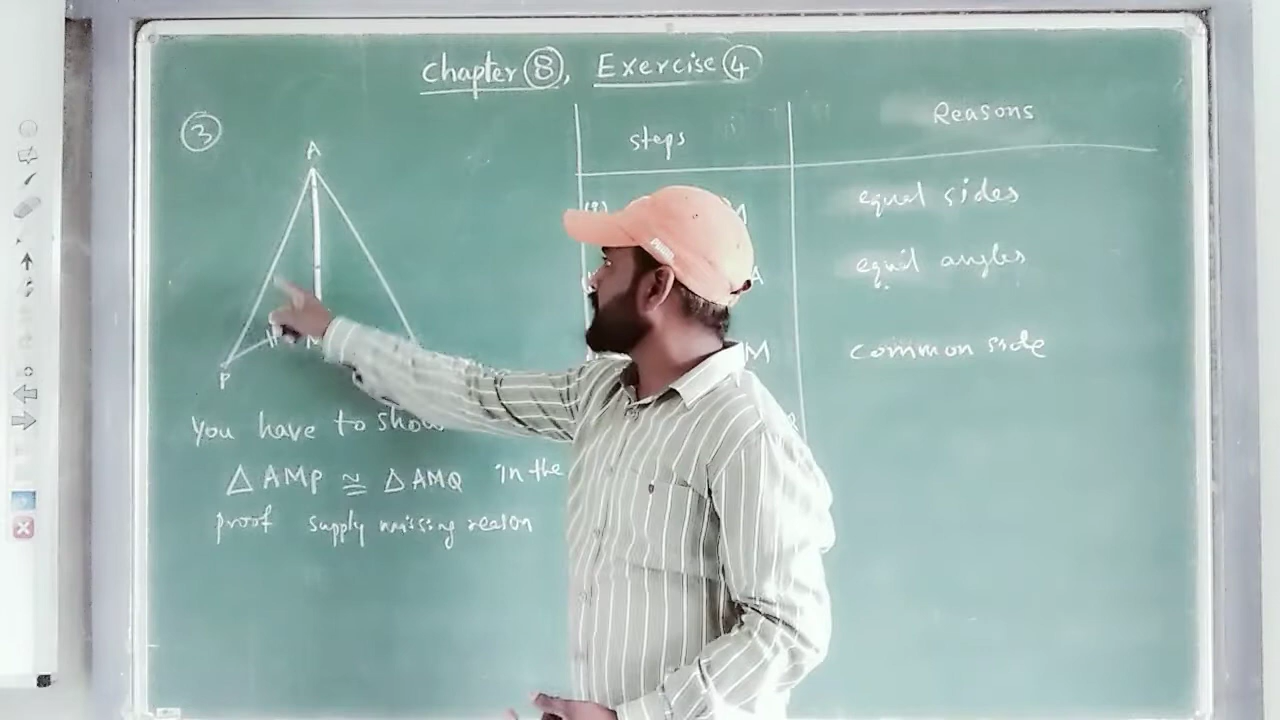 Chapter 8, Exercise 4
3
steps
Reasons
A
equal sides
equal angles
A
M
common side
P
You have to show
△ AMP ≅ △ AMQ in the
proof supply missing reason